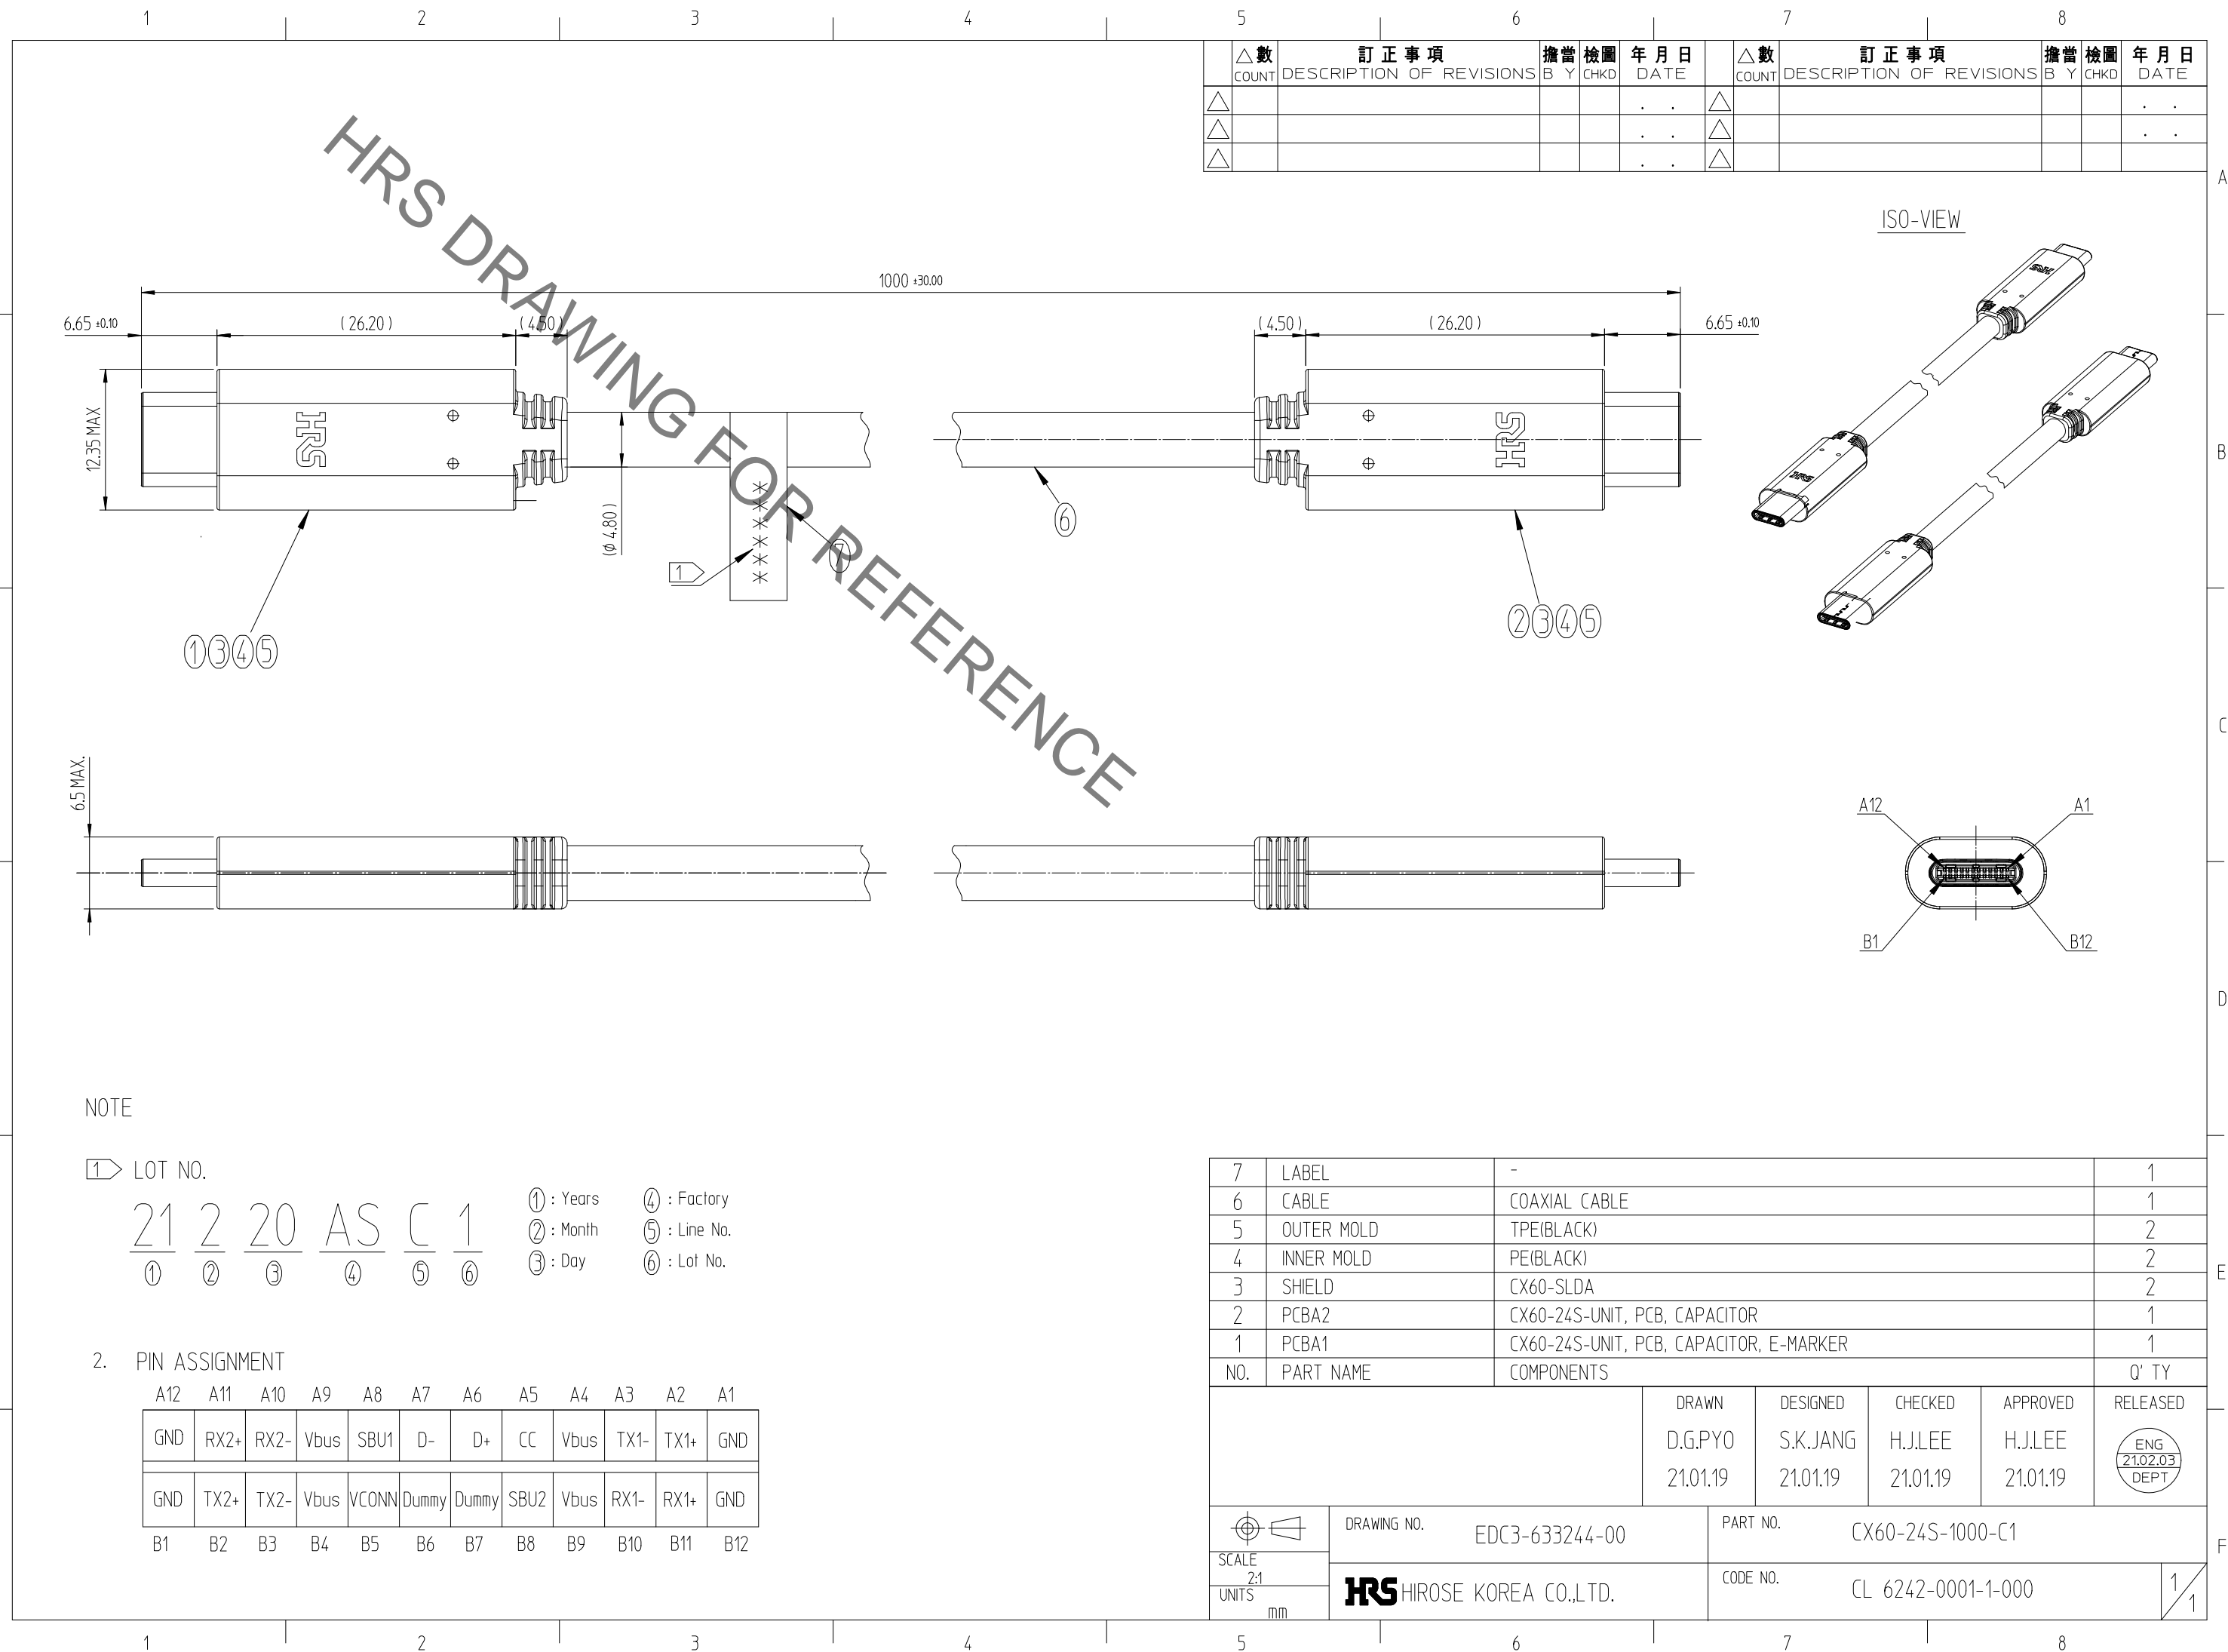 1 2 3 4 5 6 7 8
△數 訂正事項 擔當 檢圖 年月日 △數 訂正事項 擔當 檢圖 年月日
COUNT DESCRIPTION OF REVISIONS B Y CHKD DATE COUNT DESCRIPTION OF REVISIONS B Y CHKD DATE
A
ISO-VIEW
HRS DRAWING FOR REFERENCE
1000 ±30.00
6.65 ±0.10 (26.20) (4.50) (4.50) (26.20) 6.65 ±0.10
12.35 MAX
HRS
HRS
HRS
HRS
B
(Ø 4.80)
******
1
⑦
⑥
①③④⑤
②③④⑤
C
6.5 MAX.
A12 A1
B1 B12
D
NOTE
1 LOT NO.
21 2 20 AS C 1
① ② ③ ④ ⑤ ⑥
① : Years ④ : Factory
② : Month ⑤ : Line No.
③ : Day ⑥ : Lot No.
2. PIN ASSIGNMENT
A12 A11 A10 A9 A8 A7 A6 A5 A4 A3 A2 A1
GND RX2+ RX2- Vbus SBU1 D- D+ CC Vbus TX1- TX1+ GND
GND TX2+ TX2- Vbus VCONN Dummy Dummy SBU2 Vbus RX1- RX1+ GND
B1 B2 B3 B4 B5 B6 B7 B8 B9 B10 B11 B12
7 LABEL - 1
6 CABLE COAXIAL CABLE 1
5 OUTER MOLD TPE(BLACK) 2
4 INNER MOLD PE(BLACK) 2
E
3 SHIELD CX60-SLDA 2
2 PCBA2 CX60-24S-UNIT, PCB, CAPACITOR 1
1 PCBA1 CX60-24S-UNIT, PCB, CAPACITOR, E-MARKER 1
NO. PART NAME COMPONENTS Q' TY
DRAWN DESIGNED CHECKED APPROVED RELEASED
D.G.PYO S.K.JANG H.J.LEE H.J.LEE
21.01.19 21.01.19 21.01.19 21.01.19
ENG
21.02.03
DEPT
DRAWING NO. EDC3-633244-00 PART NO. CX60-24S-1000-C1
F
SCALE
2:1
UNITS
mm
HRS HIROSE KOREA CO.,LTD. CODE NO. CL 6242-0001-1-000 1/1
1 2 3 4 5 6 7 8